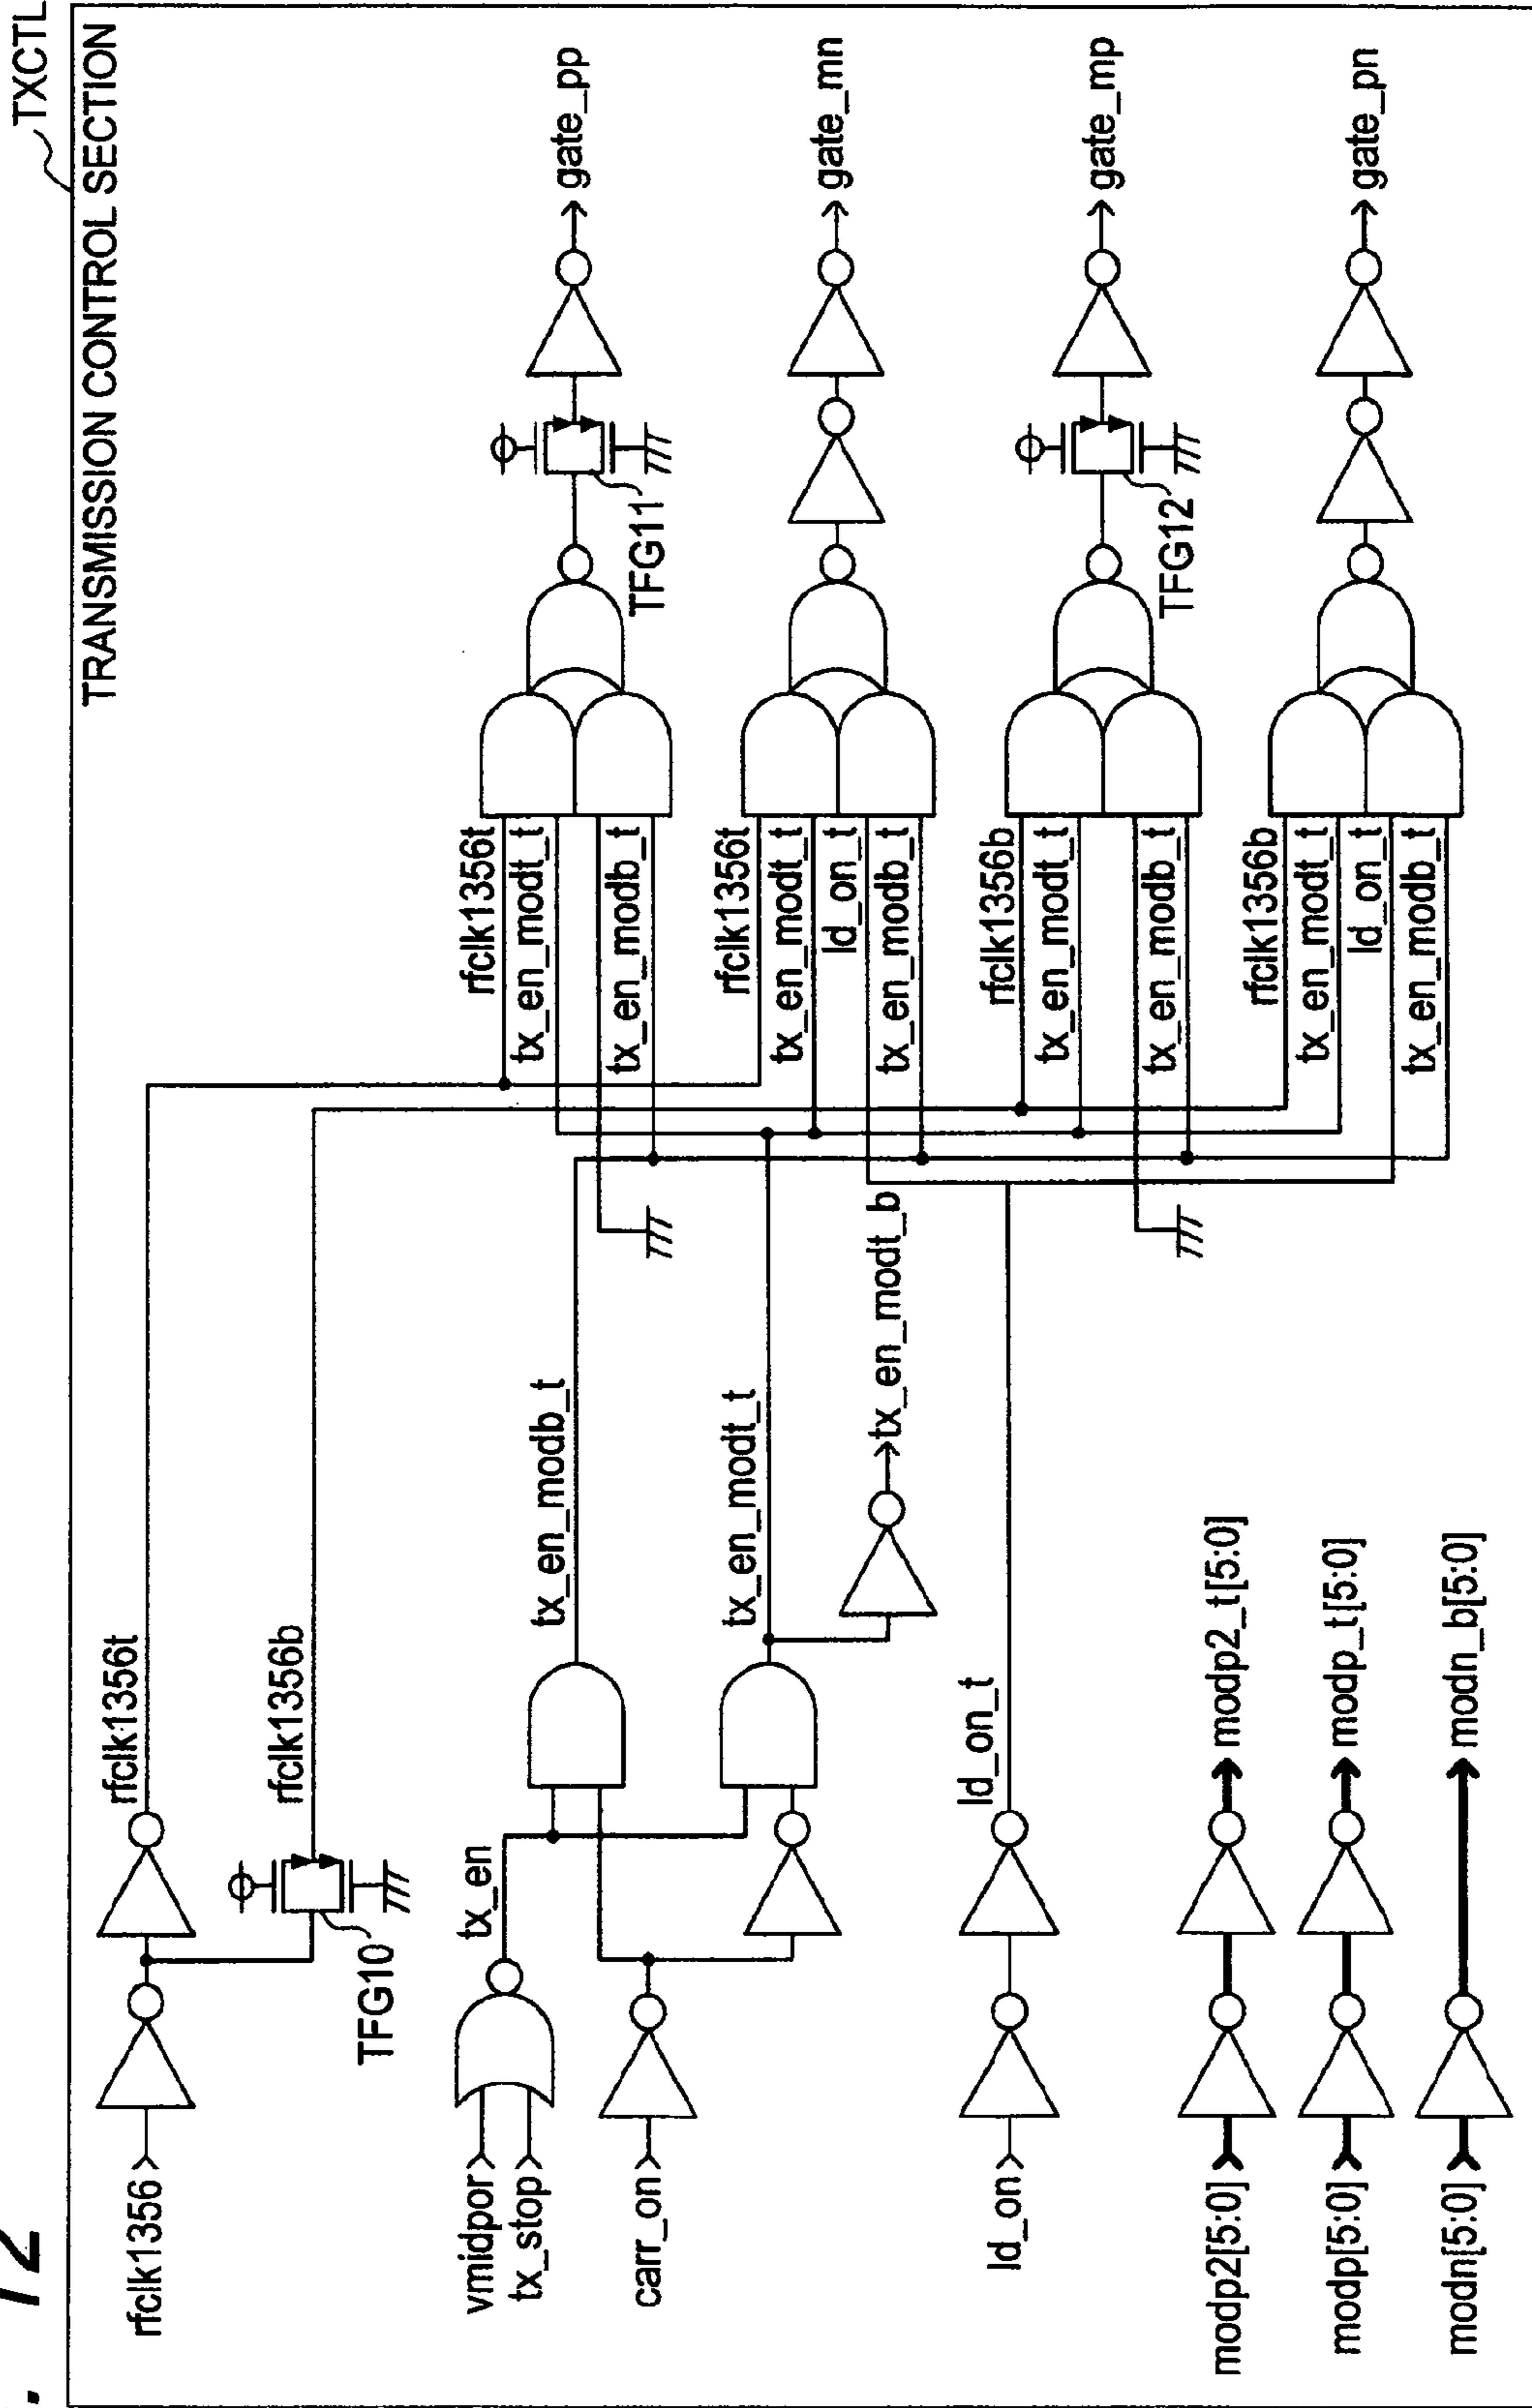 . 12
TXCTL
TRANSMISSION CONTROL SECTION
rfclk1356
rfclk1356t
TFG10
rfclk1356b
vmidpor
tx_stop
tx_en
carr_on
tx_en_modb_t
tx_en_modt_t
tx_en_modt_b
ld_on
ld_on_t
modp2[5:0]
modp2_t[5:0]
modp[5:0]
modp_t[5:0]
modn[5:0]
modn_b[5:0]
rfclk1356t
tx_en_modt_t
tx_en_modb_t
TFG11
gate_pp
rfclk1356t
tx_en_modt_t
ld_on_t
tx_en_modb_t
gate_mn
rfclk1356b
tx_en_modt_t
tx_en_modb_t
TFG12
gate_mp
rfclk1356b
tx_en_modt_t
ld_on_t
tx_en_modb_t
gate_pn